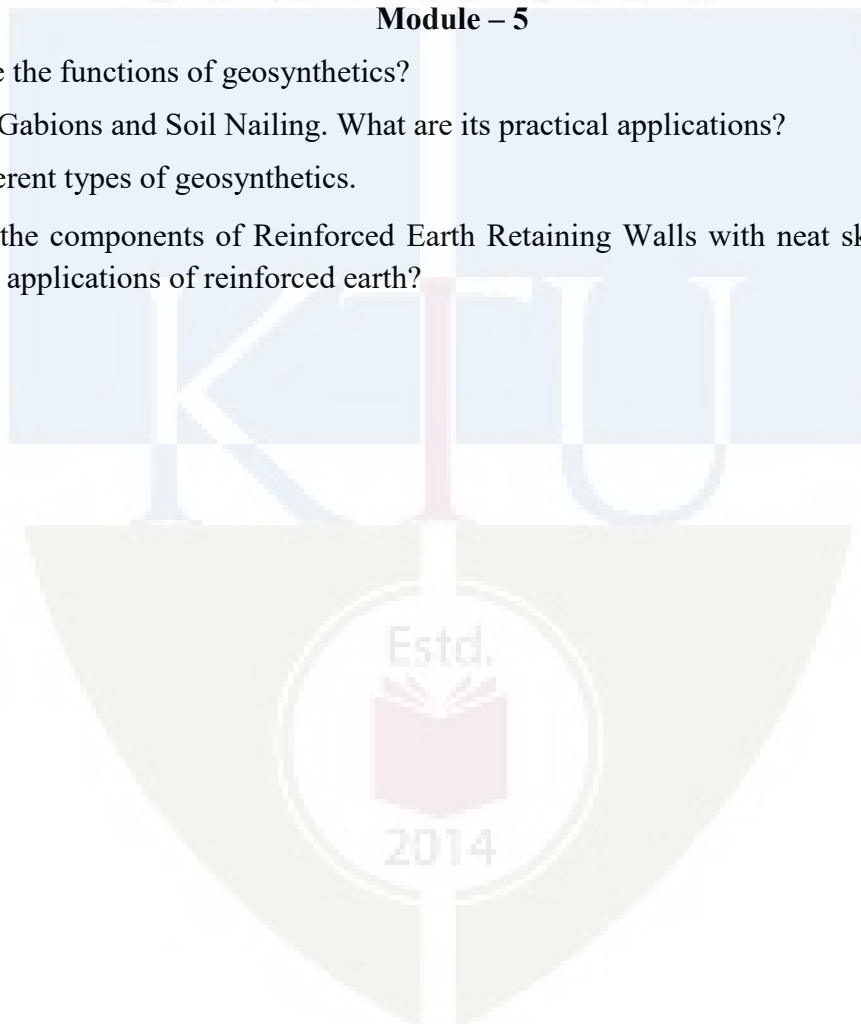 Module – 5
e the functions of geosynthetics?
Gabions and Soil Nailing. What are its practical applications?
erent types of geosynthetics.
the components of Reinforced Earth Retaining Walls with neat sk
applications of reinforced earth?
KTU
Estd.
2014